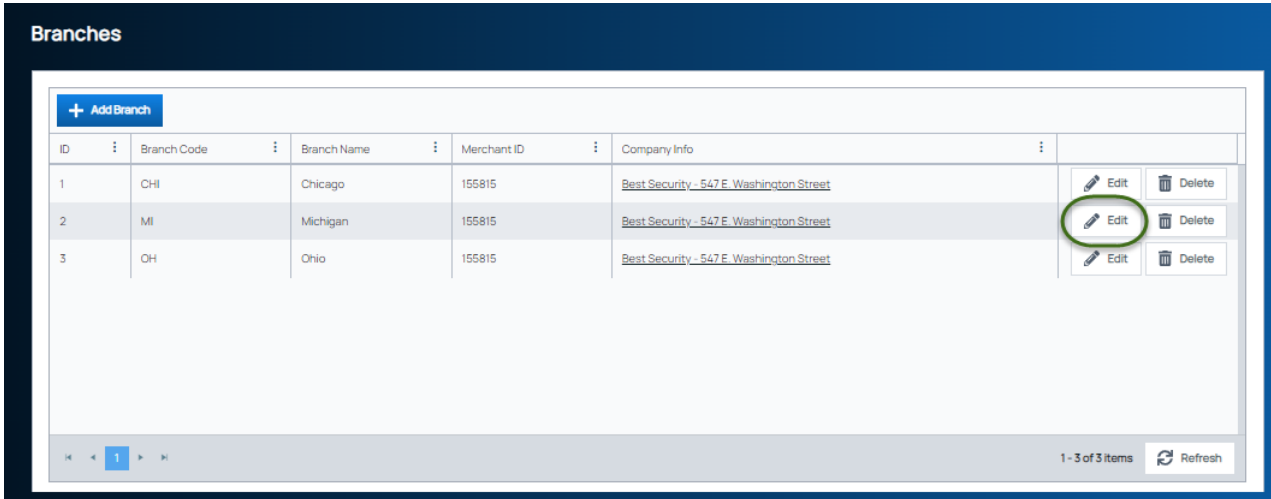 Branches
+ Add Branch
ID Branch Code Branch Name Merchant ID Company Info
1 CHI Chicago 155815 Best Security - 547 E. Washington Street Edit Delete
2 MI Michigan 155815 Best Security - 547 E. Washington Street Edit Delete
3 OH Ohio 155815 Best Security - 547 E. Washington Street Edit Delete
1 1 - 3 of 3 items Refresh